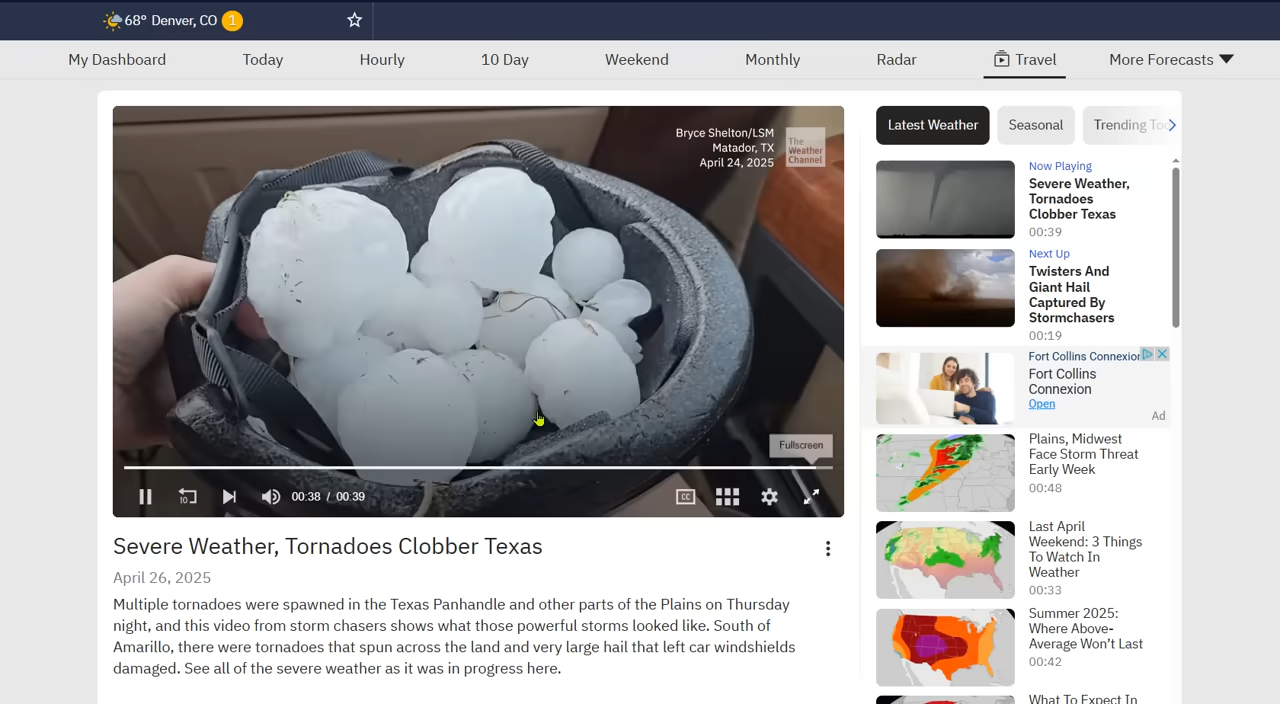 68° Denver, CO 1
My Dashboard Today Hourly 10 Day Weekend Monthly Radar Travel More Forecasts
Bryce Shelton/LSM
Matador, TX
April 24, 2025
The
Weather
Channel
Fullscreen
10
00:38 / 00:39
CC
Severe Weather, Tornadoes Clobber Texas
April 26, 2025
Multiple tornadoes were spawned in the Texas Panhandle and other parts of the Plains on Thursday
night, and this video from storm chasers shows what those powerful storms looked like. South of
Amarillo, there were tornadoes that spun across the land and very large hail that left car windshields
damaged. See all of the severe weather as it was in progress here.
Latest Weather Seasonal Trending
Now Playing
Severe Weather,
Tornadoes
Clobber Texas
00:39
Next Up
Twisters And
Giant Hail
Captured By
Stormchasers
00:19
Fort Collins Connexion
Fort Collins
Connexion
Open
Ad
Plains, Midwest
Face Storm Threat
Early Week
00:48
Last April
Weekend: 3 Things
To Watch In
Weather
00:33
Summer 2025:
Where Above-
Average Won't Last
00:42
What To Expect In